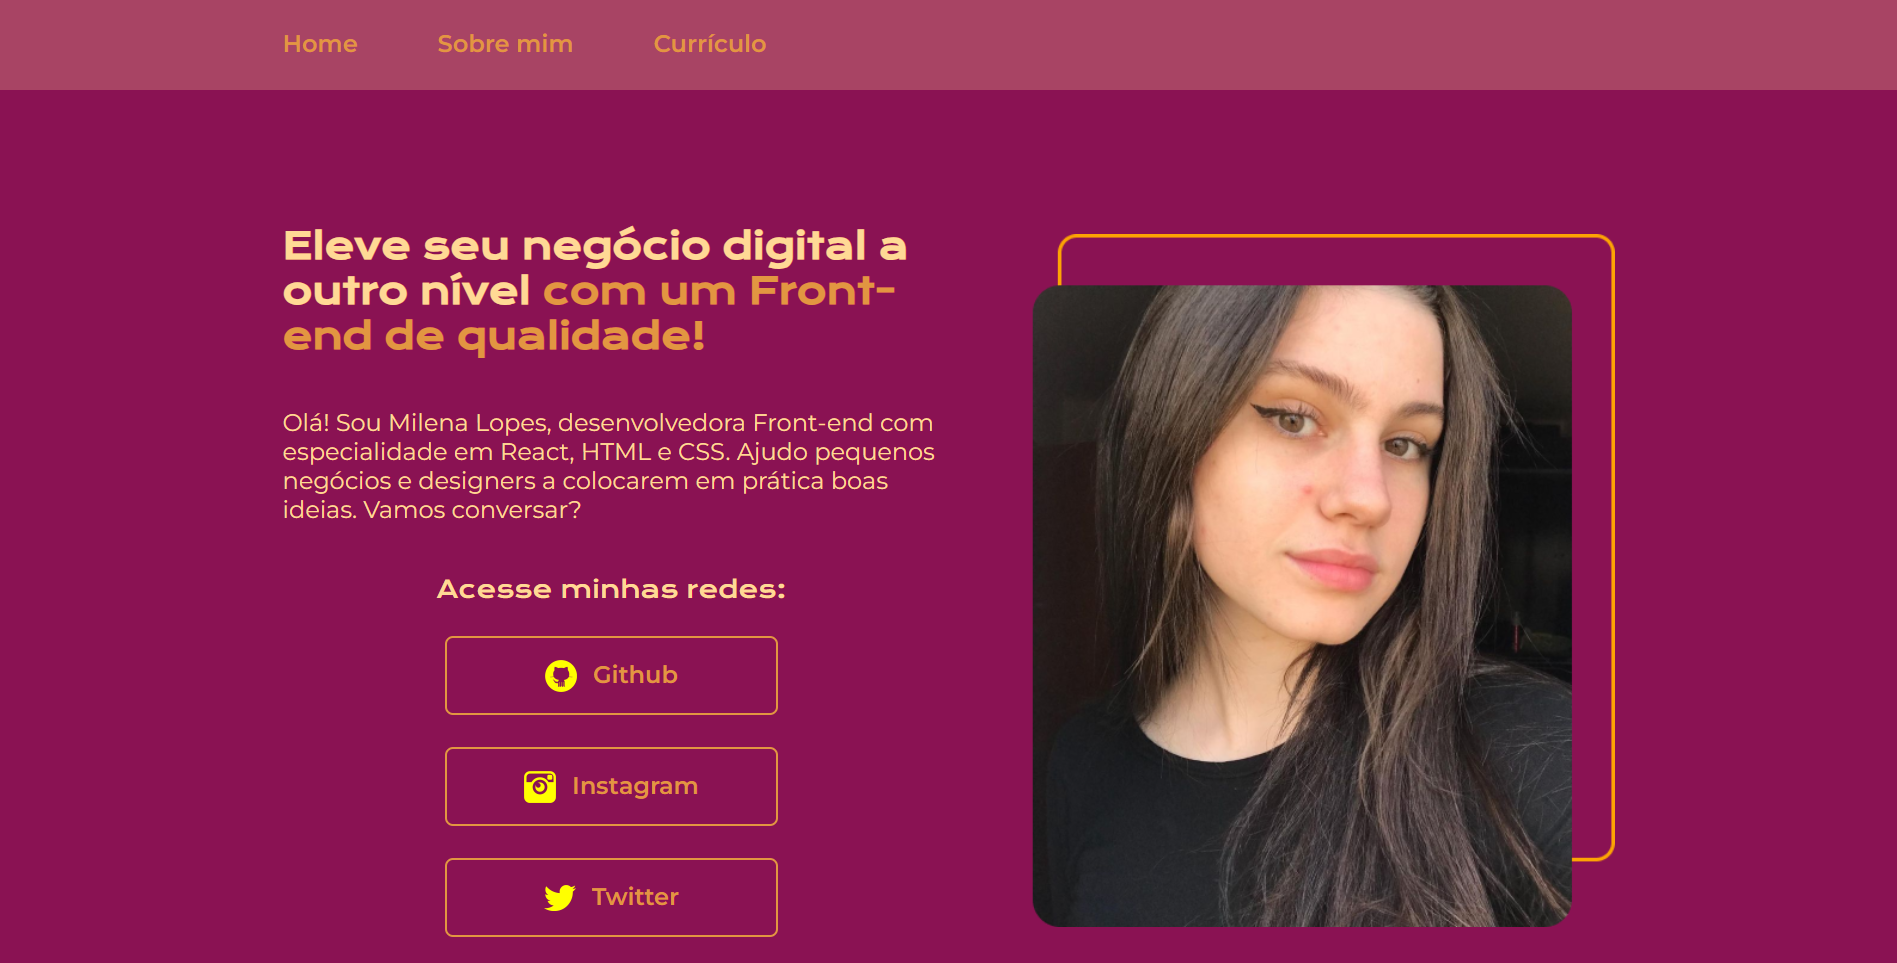 Home
Sobre mim
Currículo
Eleve seu negócio digital a
outro nível com um Front-
end de qualidade!
Olá! Sou Milena Lopes, desenvolvedora Front-end com
especialidade em React, HTML e CSS. Ajudo pequenos
negócios e designers a colocarem em prática boas
ideias. Vamos conversar?
Acesse minhas redes:
Github
Instagram
Twitter